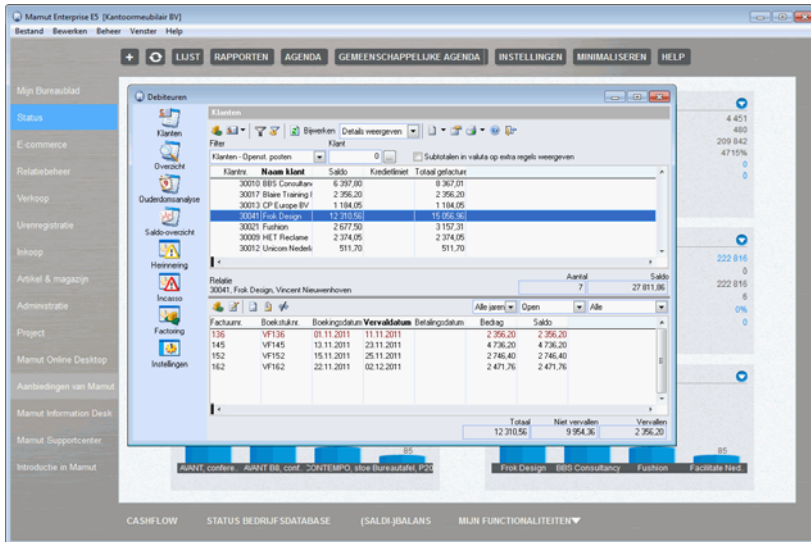 Mamut Enterprise E5 [Kantoormeubilair BV]
Bestand Bewerken Beheer Venster Help
+ LIJST RAPPORTEN AGENDA GEMEENSCHAPPELIJKE AGENDA INSTELLINGEN MINIMALISEREN HELP
Mijn Bureaublad
Status
E-commerce
Relatiebeheer
Verkoop
Urenregistratie
Inkoop
Artikel & magazijn
Administratie
Project
Mamut Online Desktop
Aanbiedingen van Mamut
Mamut Information Desk
Mamut Supportcenter
Introductie in Mamut
Debiteuren
Klanten
Overzicht
Ouderdomsanalyse
Saldo-overzicht
Herinnering
Incasso
Factoring
Instellingen
Klanten
Bijwerken Details weergeven
Filter Klant
Klanten - Openst. posten 0 ... Subtotalen in valuta op extra regels weergeven
Klantnr. Naam klant Saldo Kredietlimiet Totaal gefacture
30010 BBS Consultan 6 397,80 8 367,01
30017 Blaire Training I 2 356,20 2 356,20
30013 CP Europe BV 1 184,05 1 184,05
30041 Frok Design 12 310,56 15 056,96
30021 Fushion 2 677,50 3 157,31
30009 HET Reclame 2 374,05 2 374,05
30012 Unicom Nederl 511,70 511,70
Relatie Aantal Saldo
30041, Frok Design, Vincent Nieuwenhoven 7 27 811,86
Alle jaren Open Alle
Factuurnr. Boekstuknr. Boekingsdatum Vervaldatum Betalingsdatum Bedrag Saldo
136 VF136 01.11.2011 11.11.2011 2 356,20 2 356,20
145 VF145 13.11.2011 23.11.2011 4 736,20 4 736,20
152 VF152 15.11.2011 25.11.2011 2 746,40 2 746,40
162 VF162 22.11.2011 02.12.2011 2 471,76 2 471,76
Totaal Niet vervallen Vervallen
12 310,56 9 954,36 2 356,20
4 451
480
209 842
4715%
0
0
222 816
0
222 816
6
0%
0
85 85
AVANT, confere.. AVANT B8, conf.. CONTEMPO, stoe Bureautafel, P20
Frok Design BBS Consultancy Fushion Facilitate Ned..
CASHFLOW STATUS BEDRIJFSDATABASE (SALDI-)BALANS MIJN FUNCTIONALITEITEN